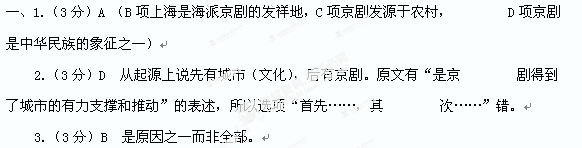 一、1.（3 分）A （B 项上海是海派京剧的发祥地，C 项京剧发源于农村， D 项京剧
是中华民族的象征之一）
2.（3 分）D 从起源上说先有城市（文化），后有京剧。原文有“是京 剧得到
了城市的有力支撑和推动”的表述，所以选项“首先……，其 次……”错。
3.（3 分）B 是原因之一而非全部。